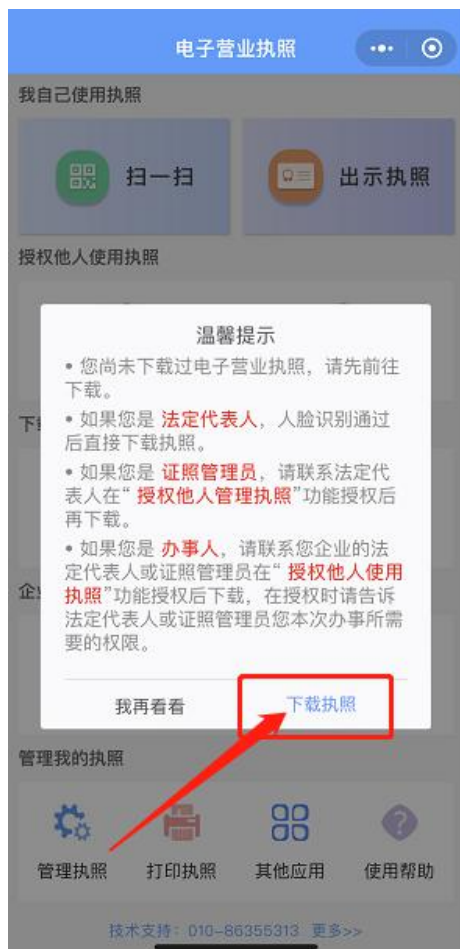 电子营业执照
我自己使用执照
扫一扫
出示执照
授权他人使用执照
温馨提示
• 您尚未下载过电子营业执照，请先前往
下载。
• 如果您是 法定代表人，人脸识别通过
后直接下载执照。
• 如果您是 证照管理员，请联系法定代
表人在“ 授权他人管理执照”功能授权后
再下载。
• 如果您是 办事人，请联系您企业的法
定代表人或证照管理员在“ 授权他人使用
执照”功能授权后下载，在授权时请告诉
法定代表人或证照管理员您本次办事所需
要的权限。
我再看看
下载执照
下
企
管理我的执照
管理执照
打印执照
其他应用
使用帮助
技术支持：010-86355313 更多>>